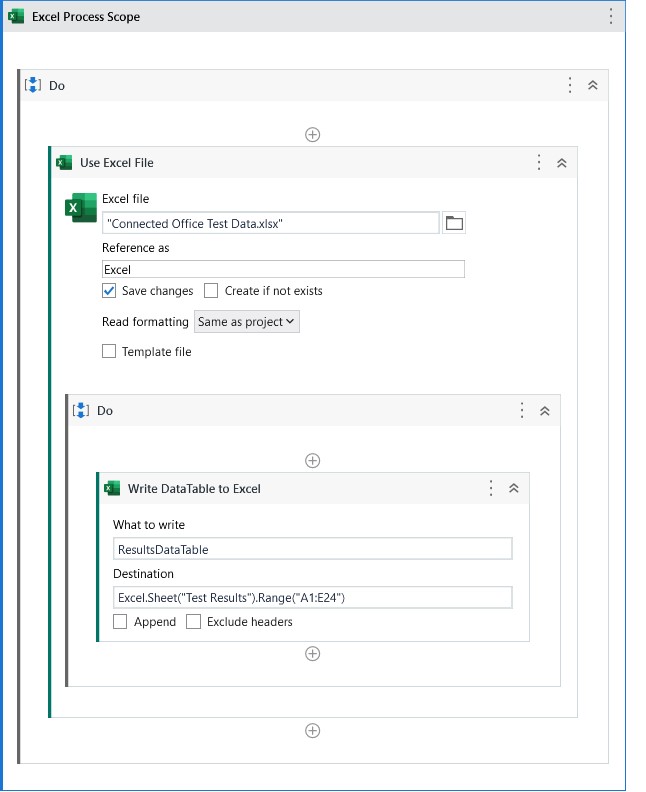 Excel Process Scope
Do
Use Excel File
Excel file
"Connected Office Test Data.xlsx"
Reference as
Excel
Save changes Create if not exists
Read formatting Same as project
Template file
Do
Write DataTable to Excel
What to write
ResultsDataTable
Destination
Excel.Sheet("Test Results").Range("A1:E24")
Append Exclude headers